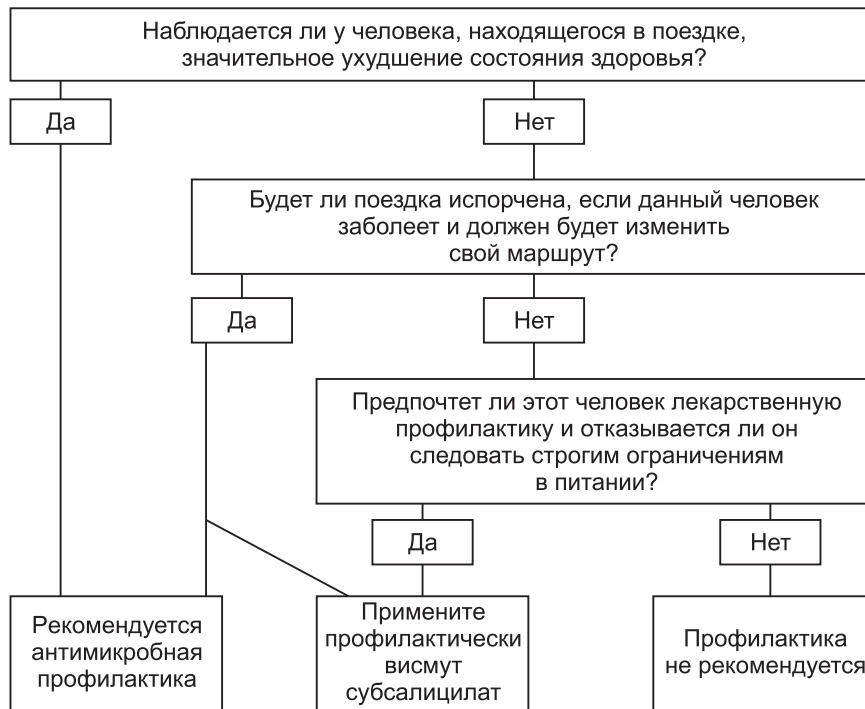 Наблюдается ли у человека, находящегося в поездке,
значительное ухудшение состояния здоровья?
Да
Нет
Будет ли поездка испорчена, если данный человек
заболеет и должен будет изменить
свой маршрут?
Да
Нет
Предпочтет ли этот человек лекарственную
профилактику и отказывается ли он
следовать строгим ограничениям
в питании?
Да
Нет
Рекомендуется
антимикробная
профилактика
Примените
профилактически
висмут
субсалицилат
Профилактика
не рекомендуется